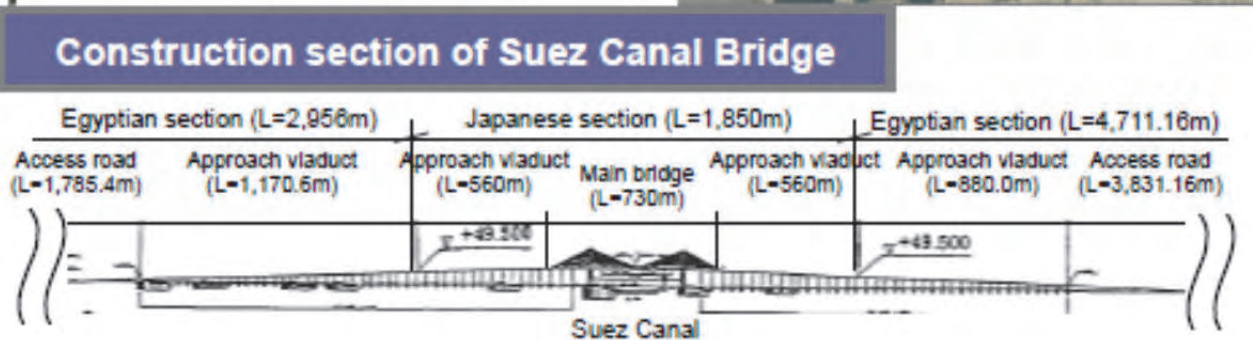 Construction section of Suez Canal Bridge
Egyptian section (L=2,956m)
Japanese section (L=1,850m)
Egyptian section (L=4,711.16m)
Access road
(L=1,785.4m)
Approach viaduct
(L=1,170.6m)
Approach viaduct
(L=560m)
Main bridge
(L=730m)
Approach viaduct
(L=560m)
Approach viaduct
(L=880.0m)
Access road
(L=3,831.16m)
+49.500
+49.500
Suez Canal